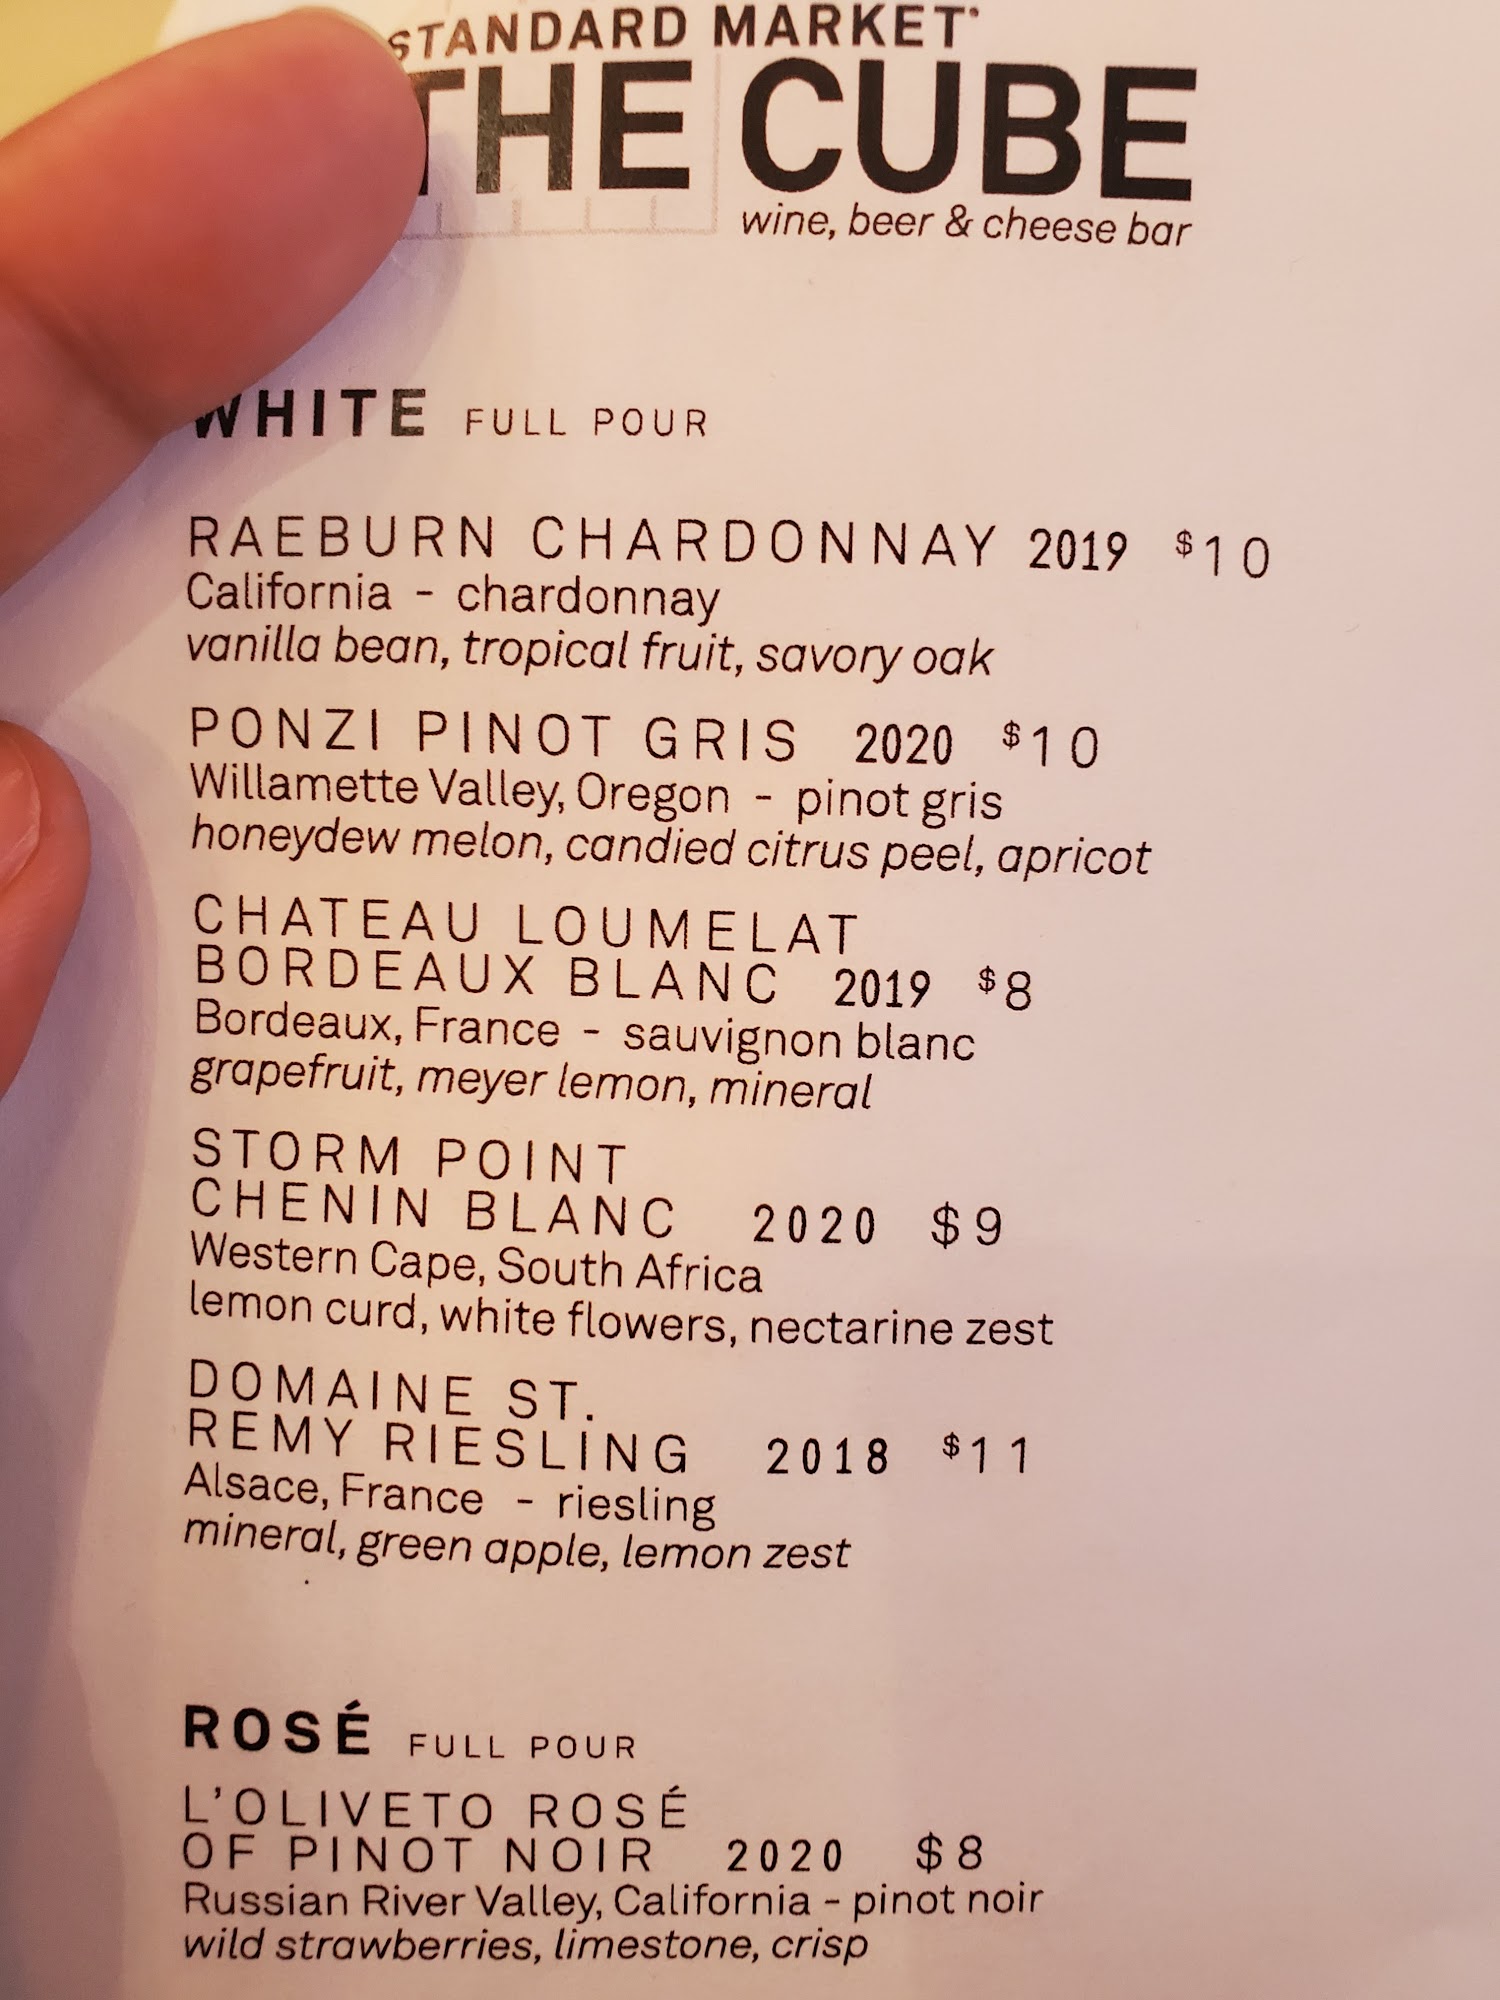 STANDARD MARKET
THE CUBE
wine, beer & cheese bar
WHITE FULL POUR
RAEBURN CHARDONNAY 2019 $10
California - chardonnay
vanilla bean, tropical fruit, savory oak
PONZI PINOT GRIS 2020 $10
Willamette Valley, Oregon - pinot gris
honeydew melon, candied citrus peel, apricot
CHATEAU LOUMELAT
BORDEAUX BLANC 2019 $8
Bordeaux, France - sauvignon blanc
grapefruit, meyer lemon, mineral
STORM POINT
CHENIN BLANC 2020 $9
Western Cape, South Africa
lemon curd, white flowers, nectarine zest
DOMAINE ST.
REMY RIESLING 2018 $11
Alsace, France - riesling
mineral, green apple, lemon zest
ROSÉ FULL POUR
L'OLIVETO ROSÉ
OF PINOT NOIR 2020 $8
Russian River Valley, California - pinot noir
wild strawberries, limestone, crisp